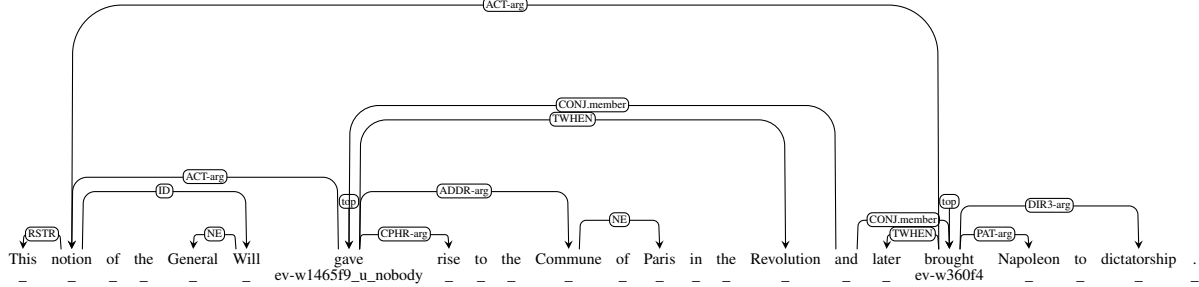 ACT-arg
CONJ.member
TWHEN
ACT-arg
ID top ADDR-arg top
DIR3-arg
RSTR NE CPHR-arg NE CONJ.member TWHEN PAT-arg
This notion of the General Will gave rise to the Commune of Paris in the Revolution and later brought Napoleon to dictatorship .
_ _ _ _ _ _ ev-w1465f9_u_nobody _ _ _ _ _ _ _ _ _ _ _ ev-w360f4 _ _ _ _